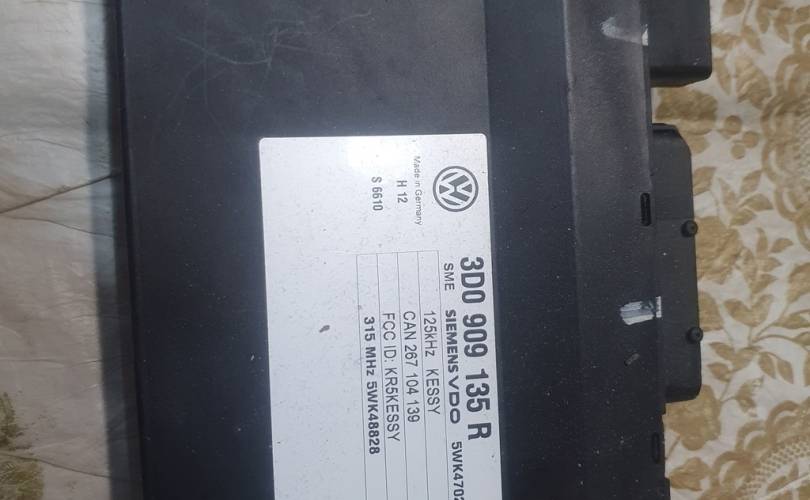 3D0 909 135 R
SME SIEMENS VDO 5WK4702
125kHz KESSY
CAN 267 104 139
FCC ID: KR5KESSY
315 MHz 5WK48828
Made in Germany
H 12
S 6610